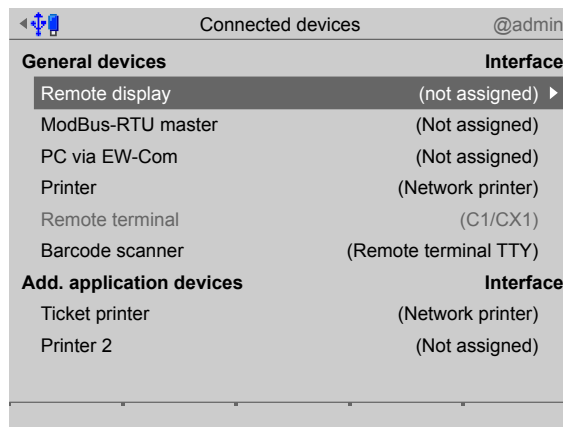 Connected devices @admin
General devices Interface
Remote display (not assigned)
ModBus-RTU master (Not assigned)
PC via EW-Com (Not assigned)
Printer (Network printer)
Remote terminal (C1/CX1)
Barcode scanner (Remote terminal TTY)
Add. application devices Interface
Ticket printer (Network printer)
Printer 2 (Not assigned)